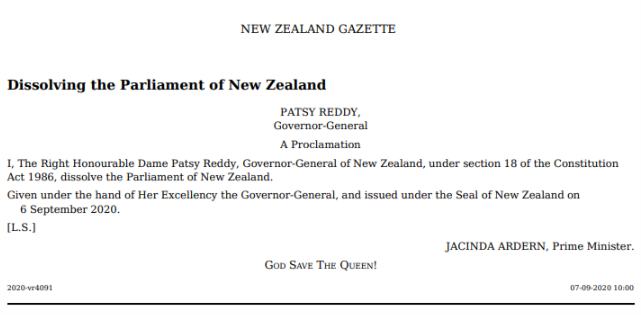 NEW ZEALAND GAZETTE
Dissolving the Parliament of New Zealand
PATSY REDDY,
Governor-General
A Proclamation
I, The Right Honourable Dame Patsy Reddy, Governor-General of New Zealand, under section 18 of the Constitution
Act 1986, dissolve the Parliament of New Zealand.
Given under the hand of Her Excellency the Governor-General, and issued under the Seal of New Zealand on
6 September 2020.
[L.S.]
JACINDA ARDERN, Prime Minister.
GOD SAVE THE QUEEN!
2020-vr4091 07-09-2020 10:00